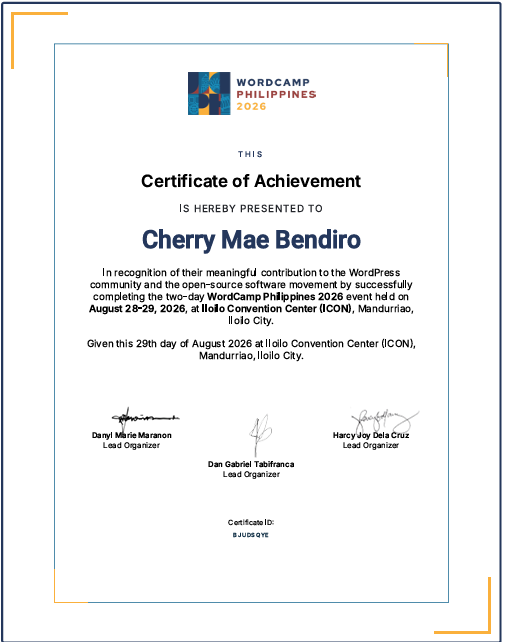 WORDCAMP
PHILIPPINES
2026
THIS
Certificate of Achievement
IS HEREBY PRESENTED TO
Cherry Mae Bendiro
In recognition of their meaningful contribution to the WordPress
community and the open-source software movement by successfully
completing the two-day WordCamp Philippines 2026 event held on
August 28-29, 2026, at Iloilo Convention Center (ICON), Mandurriao,
Iloilo City.
Given this 29th day of August 2026 at Iloilo Convention Center (ICON),
Mandurriao, Iloilo City.
Danyl Marie Maranon
Lead Organizer
Harcy Joy Dela Cruz
Lead Organizer
Dan Gabriel Tabifranca
Lead Organizer
Certificate ID:
BJUDSQYE